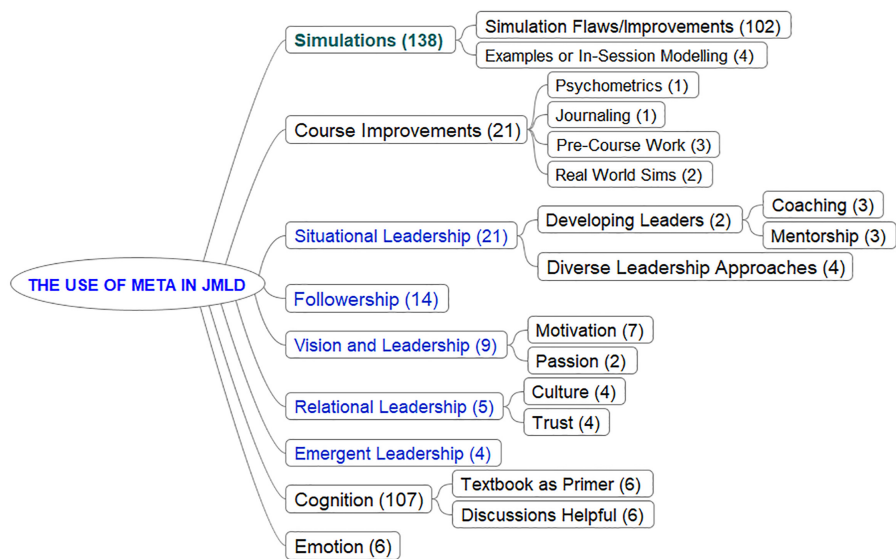 Simulations (138)
Simulation Flaws/Improvements (102)
Examples or In-Session Modelling (4)
Course Improvements (21)
Psychometrics (1)
Journaling (1)
Pre-Course Work (3)
Real World Sims (2)
Situational Leadership (21)
Developing Leaders (2)
Coaching (3)
Mentorship (3)
Diverse Leadership Approaches (4)
THE USE OF META IN JMLD
Followership (14)
Vision and Leadership (9)
Motivation (7)
Passion (2)
Relational Leadership (5)
Culture (4)
Trust (4)
Emergent Leadership (4)
Cognition (107)
Textbook as Primer (6)
Discussions Helpful (6)
Emotion (6)